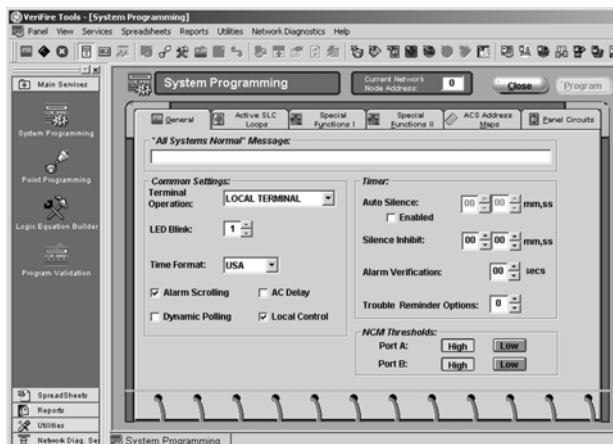 VeriFire Tools - [System Programming]
Panel View Services Spreadsheets Reports Utilities Network Diagnostics Help
Main Services
System Programming
Point Programming
Logic Equation Builder
Program Validation
SpreadSheets
Reports
Utilities
Network Diag. Se
System Programming
Current Network
Node Address: 0
Close
Program
General
Active SLC
Loops
Special
Functions I
Special
Functions II
ACS Address
Maps
Panel Circuits
"All Systems Normal" Message:
Common Settings:
Terminal
Operation: LOCAL TERMINAL
LED Blink: 1
Time Format: USA
Alarm Scrolling AC Delay
Dynamic Polling Local Control
Timer:
Auto Silence: 00 00 mm,ss
Enabled
Silence Inhibit: 00 00 mm,ss
Alarm Verification: 00 secs
Trouble Reminder Options: 0
NCM Thresholds:
Port A: High Low
Port B: High Low
System Programming